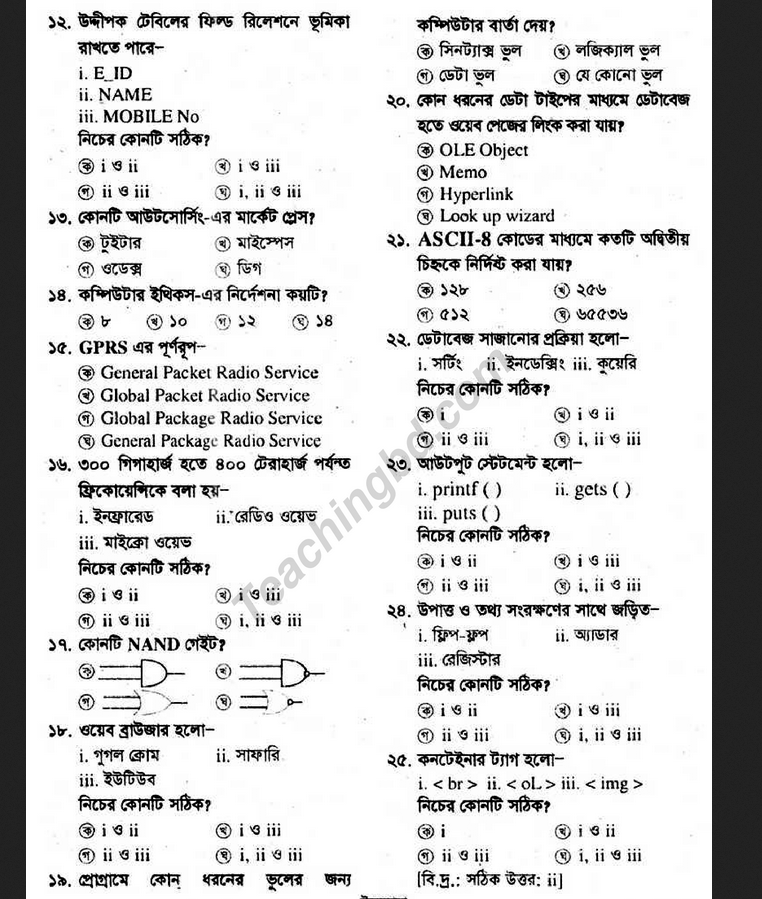 ১২. উদ্দীপক টেবিলের ফিল্ড রিলেশনে ভূমিকা
রাখতে পারে–
i. E_ID
ii. NAME
iii. MOBILE No
নিচের কোনটি সঠিক?
ক i ও ii খ i ও iii
গ ii ও iii ঘ i, ii ও iii
১৩. কোনটি আউটসোর্সিং-এর মার্কেট প্লেস?
ক টুইটার খ মাইস্পেস
গ ওডেক্স ঘ ডিগ
১৪. কম্পিউটার ইথিকস-এর নির্দেশনা কয়টি?
ক ৮ খ ১০ গ ১২ ঘ ১৪
১৫. GPRS এর পূর্ণরূপ–
ক General Packet Radio Service
খ Global Packet Radio Service
গ Global Package Radio Service
ঘ General Package Radio Service
১৬. ৩০০ গিগাহার্জ হতে ৪০০ টেরাহার্জ পর্যন্ত
ফ্রিকোয়েন্সিকে বলা হয়–
i. ইনফ্রারেড ii. রেডিও ওয়েভ
iii. মাইক্রো ওয়েভ
নিচের কোনটি সঠিক?
ক i ও ii খ i ও iii
গ ii ও iii ঘ i, ii ও iii
১৭. কোনটি NAND গেইট?
ক খ
গ ঘ
১৮. ওয়েব ব্রাউজার হলো–
i. গুগল ক্রোম ii. সাফারি
iii. ইউটিউব
নিচের কোনটি সঠিক?
ক i ও ii খ i ও iii
গ ii ও iii ঘ i, ii ও iii
১৯. প্রোগ্রামে কোন ধরনের ভুলের জন্য
কম্পিউটার বার্তা দেয়?
ক সিনট্যাক্স ভুল খ লজিক্যাল ভুল
গ ডেটা ভুল ঘ যে কোনো ভুল
২০. কোন ধরনের ডেটা টাইপের মাধ্যমে ডেটাবেজ
হতে ওয়েব পেজের লিংক করা যায়?
ক OLE Object
খ Memo
গ Hyperlink
ঘ Look up wizard
২১. ASCII-8 কোডের মাধ্যমে কতটি অদ্বিতীয়
চিহ্নকে নির্দিষ্ট করা যায়?
ক ১২৮ খ ২৫৬
গ ৫১২ ঘ ৬৫৫৩৬
২২. ডেটাবেজ সাজানোর প্রক্রিয়া হলো–
i. সর্টিং ii. ইনডেক্সিং iii. কুয়েরি
নিচের কোনটি সঠিক?
ক i খ i ও ii
গ ii ও iii ঘ i, ii ও iii
২৩. আউটপুট স্টেটমেন্ট হলো–
i. printf ( ) ii. gets ( )
iii. puts ( )
নিচের কোনটি সঠিক?
ক i ও ii খ i ও iii
গ ii ও iii ঘ i, ii ও iii
২৪. উপাত্ত ও তথ্য সংরক্ষণের সাথে জড়িত–
i. ফ্লিপ-ফ্লপ ii. অ্যাডার
iii. রেজিস্টার
নিচের কোনটি সঠিক?
ক i ও ii খ i ও iii
গ ii ও iii ঘ i, ii ও iii
২৫. কনটেইনার ট্যাগ হলো–
i. < br > ii. < oL > iii. < img >
নিচের কোনটি সঠিক?
ক i খ i ও ii
গ ii ও iii ঘ i, ii ও iii
[বি.দ্র.: সঠিক উত্তর: ii]
Teachingbd.com